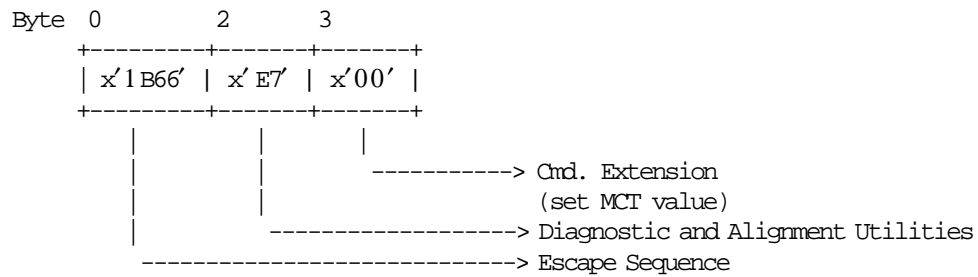 Byte 0 2 3
+---------+-------+-------+
| x′1B66′ | x′E7′ | x′00′ |
+---------+-------+-------+
| | |
| | -----------> Cmd. Extension
| | (set MCT value)
| ------------------> Diagnostic and Alignment Utilities
---------------------------> Escape Sequence